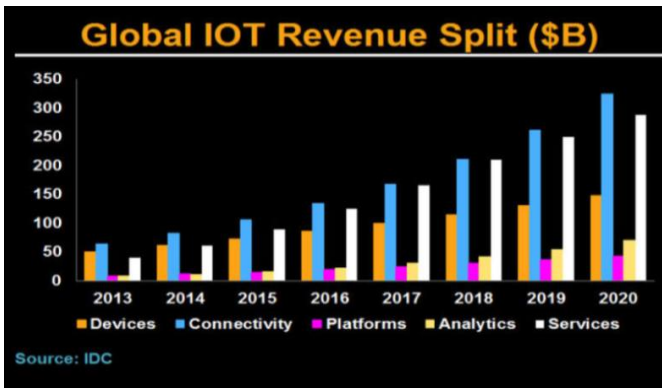 Global IOT Revenue Split ($B)
350
300
250
200
150
100
50
0
2013 2014 2015 2016 2017 2018 2019 2020
Devices Connectivity Platforms Analytics Services
Source: IDC